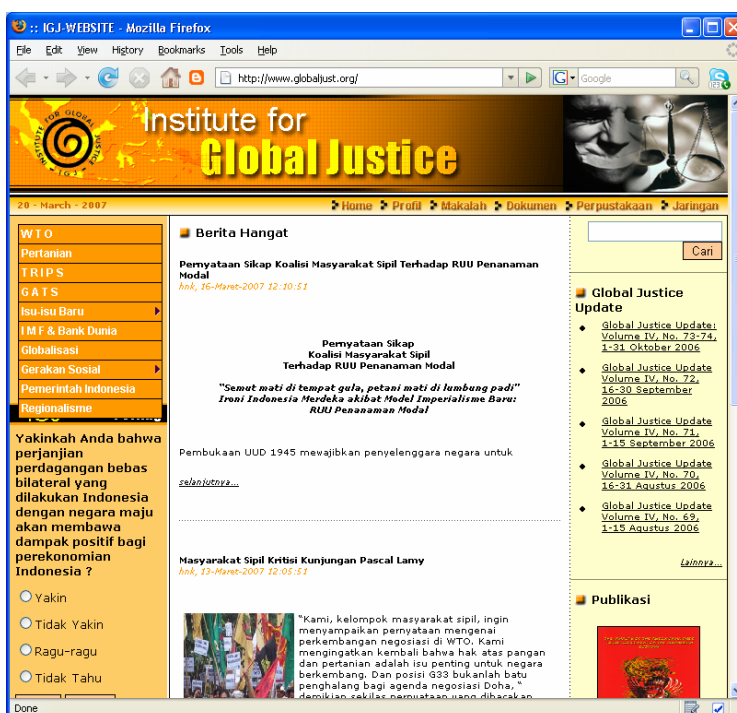 :: IGJ-WEBSITE - Mozilla Firefox
File Edit View History Bookmarks Tools Help
http://www.globaljust.org/
G Google
INSTITUTE FOR GLOBAL JUSTICE
IGJ
Institute for
Global Justice
20 - March - 2007
Home Profil Makalah Dokumen Perpustakaan Jaringan
WTO
Pertanian
TRIPS
GATS
Isu-isu Baru
IMF & Bank Dunia
Globalisasi
Gerakan Sosial
Pemerintah Indonesia
Regionalisme
Yakinkah Anda bahwa
perjanjian
perdagangan bebas
bilateral yang
dilakukan Indonesia
dengan negara maju
akan membawa
dampak positif bagi
perekonomian
Indonesia ?
Yakin
Tidak Yakin
Ragu-ragu
Tidak Tahu
Berita Hangat
Pernyataan Sikap Koalisi Masyarakat Sipil Terhadap RUU Penanaman
Modal
hnk, 16-Maret-2007 12:10:51
Pernyataan Sikap
Koalisi Masyarakat Sipil
Terhadap RUU Penanaman Modal
"Semut mati di tempat gula, petani mati di lumbung padi"
Ironi Indonesia Merdeka akibat Model Imperialisme Baru:
RUU Penanaman Modal
Pembukaan UUD 1945 mewajibkan penyelenggara negara untuk
selanjutnya...
Masyarakat Sipil Kritisi Kunjungan Pascal Lamy
hnk, 13-Maret-2007 12:05:51
"Kami, kelompok masyarakat sipil, ingin
menyampaikan pernyataan mengenai
perkembangan negosiasi di WTO. Kami
mengingatkan kembali bahwa hak atas pangan
dan pertanian adalah isu penting untuk negara
berkembang. Dan posisi G33 bukanlah batu
penghalang bagi agenda negosiasi Doha, "
demikian sekilas pernyataan yang dibacakan
Cari
Global Justice
Update
Global Justice Update:
Volume IV, No. 73-74,
1-31 Oktober 2006
Global Justice Update
Volume IV, No. 72,
16-30 September
2006
Global Justice Update
Volume IV, No. 71,
1-15 September 2006
Global Justice Update
Volume IV, No. 70,
16-31 Agustus 2006
Global Justice Update
Volume IV, No. 69,
1-15 Agustus 2006
Lainnya...
Publikasi
Done